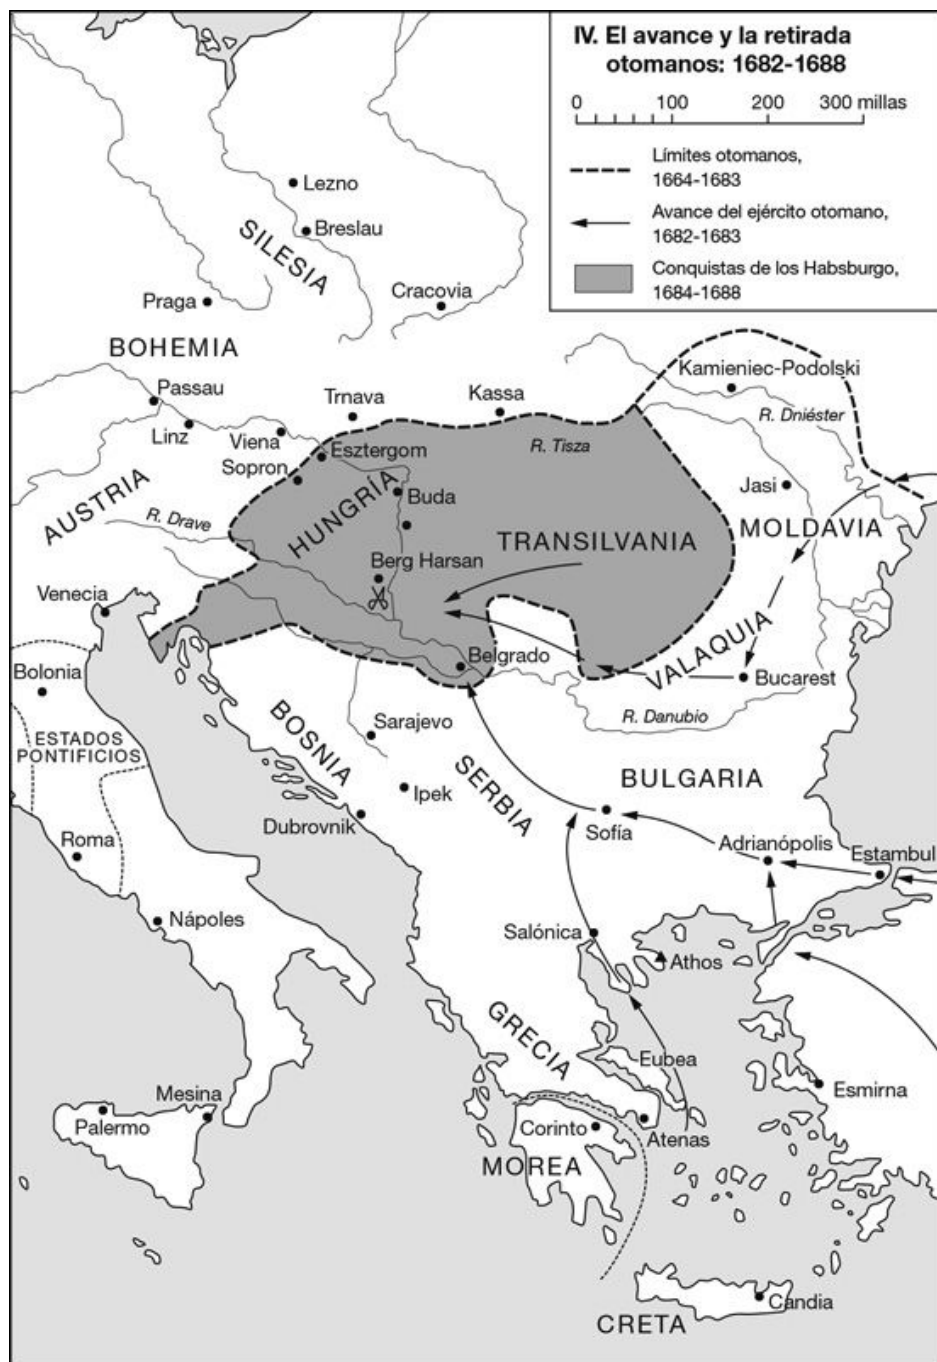 IV. El avance y la retirada
otomanos: 1682-1688
0 100 200 300 millas
Límites otomanos,
1664-1683
Avance del ejército otomano,
1682-1683
Conquistas de los Habsburgo,
1684-1688
Lezno
Breslau
SILESIA
Praga
Cracovia
BOHEMIA
Kamieniec-Podolski
Passau
Trnava
Kassa
R. Dniéster
Linz
Viena
Esztergom
R. Tisza
Sopron
AUSTRIA
HUNGRÍA
Buda
Jasi
R. Drave
TRANSILVANIA
MOLDAVIA
Berg Harsan
Venecia
VALAQUIA
Belgrado
Bolonia
Bucarest
R. Danubio
BOSNIA
Sarajevo
ESTADOS
PONTIFICIOS
SERBIA
BULGARIA
Ipek
Dubrovnik
Sofía
Roma
Adrianópolis
Estambul
Nápoles
Salónica
Athos
GRECIA
Eubea
Mesina
Esmirna
Palermo
Corinto
Atenas
MOREA
Candia
CRETA